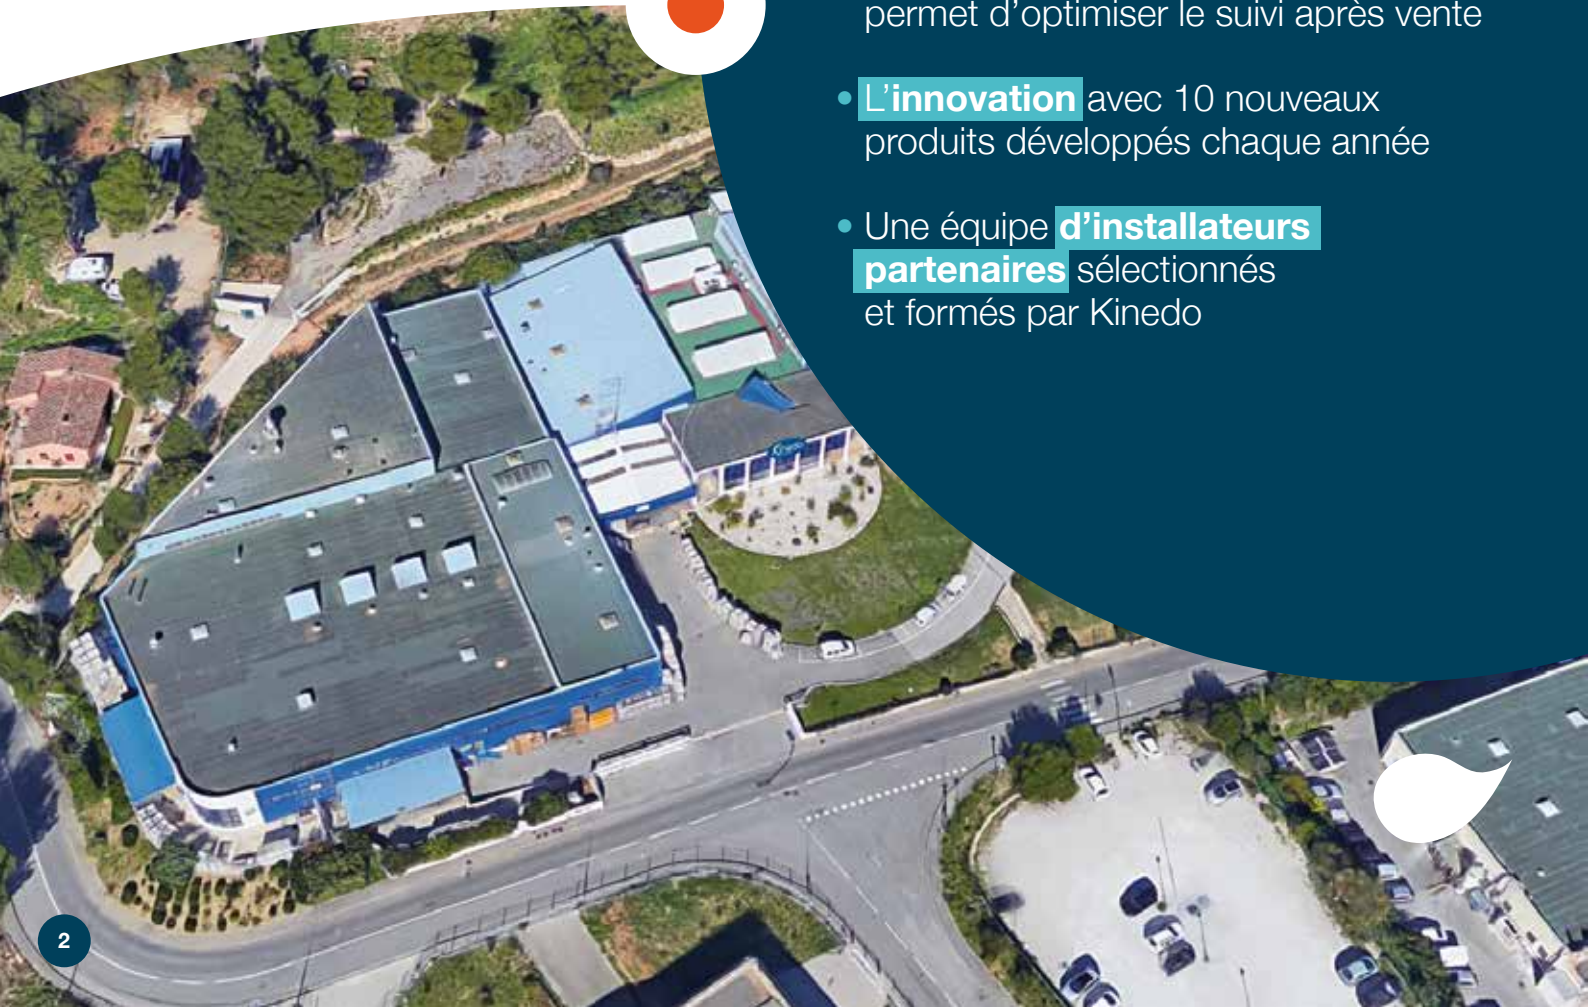 permet d'optimiser le suivi après vente
• L'innovation avec 10 nouveaux
produits développés chaque année
• Une équipe d'installateurs
partenaires sélectionnés
et formés par Kinedo
Kinedo
2